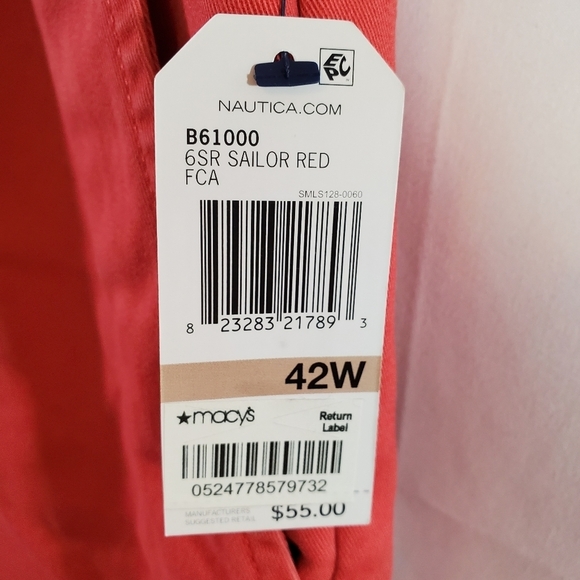 EPC
NAUTICA.COM
B61000
6SR SAILOR RED
FCA
SMLS128-0060
8 23283 21789 3
42W
★macy's
Return
Label
0524778579732
MANUFACTURERS
SUGGESTED RETAIL
$55.00